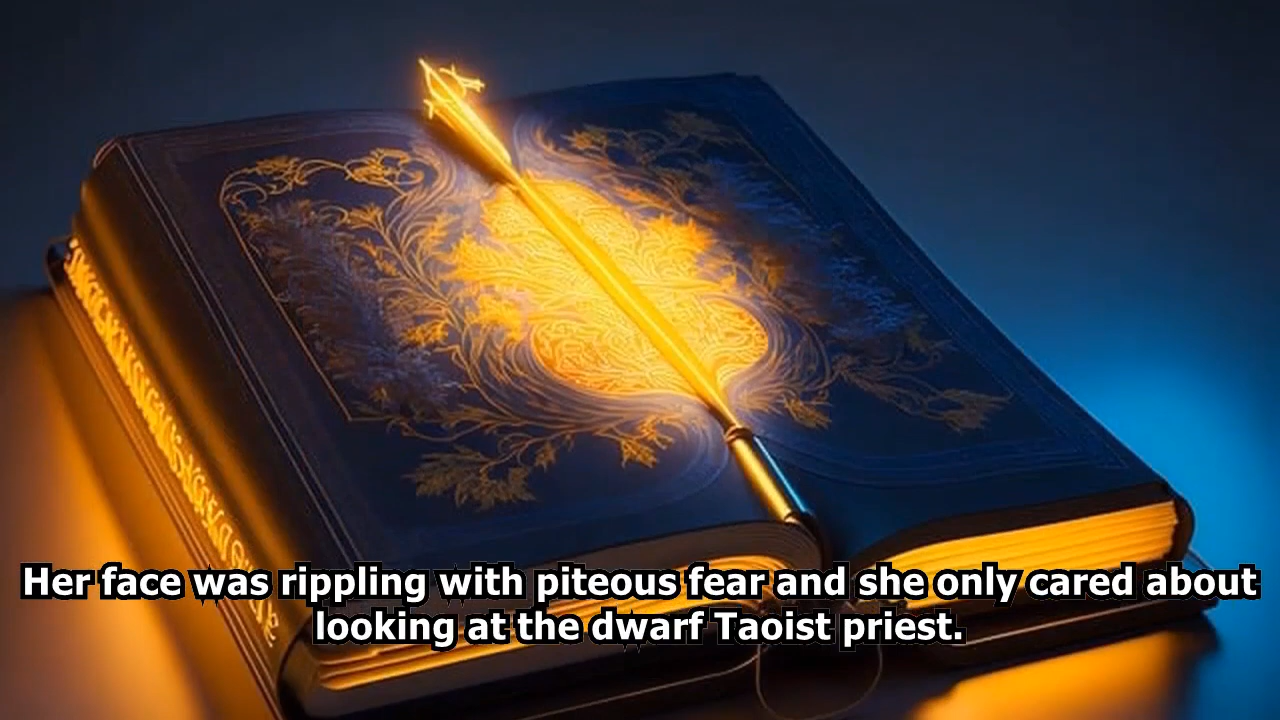 Her face was rippling with piteous fear and she only cared about
looking at the dwarf Taoist priest.